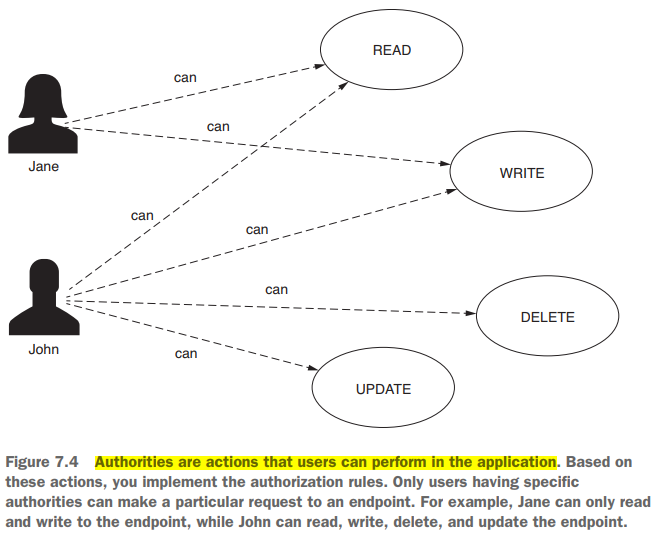 READ
can
can
Jane
WRITE
can
can
can
DELETE
John
can
UPDATE
Figure 7.4 Authorities are actions that users can perform in the application. Based on
these actions, you implement the authorization rules. Only users having specific
authorities can make a particular request to an endpoint. For example, Jane can only read
and write to the endpoint, while John can read, write, delete, and update the endpoint.